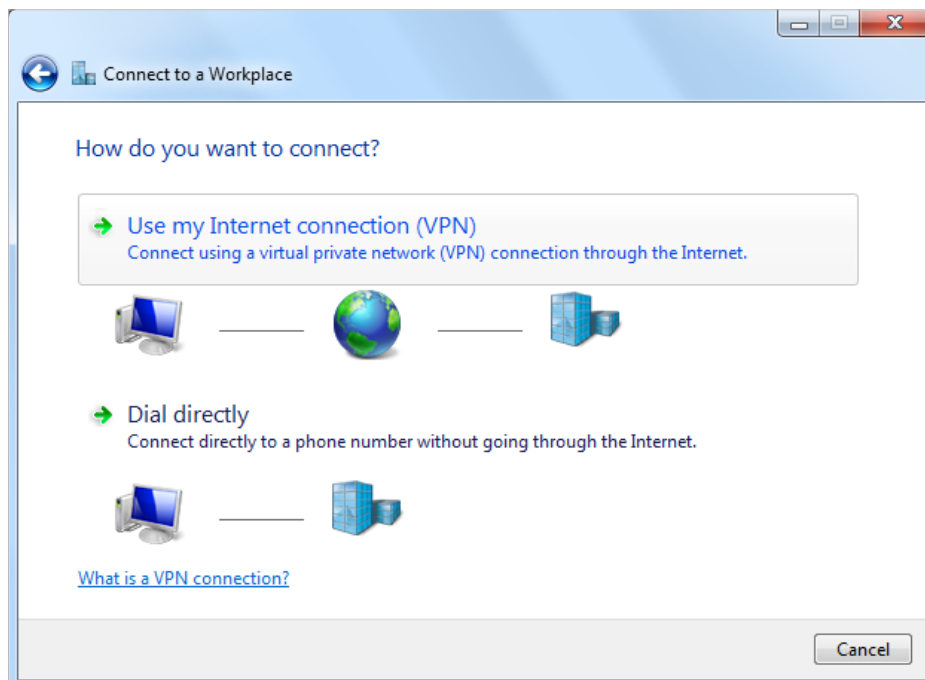 Connect to a Workplace
How do you want to connect?
Use my Internet connection (VPN)
Connect using a virtual private network (VPN) connection through the Internet.
Dial directly
Connect directly to a phone number without going through the Internet.
What is a VPN connection?
Cancel